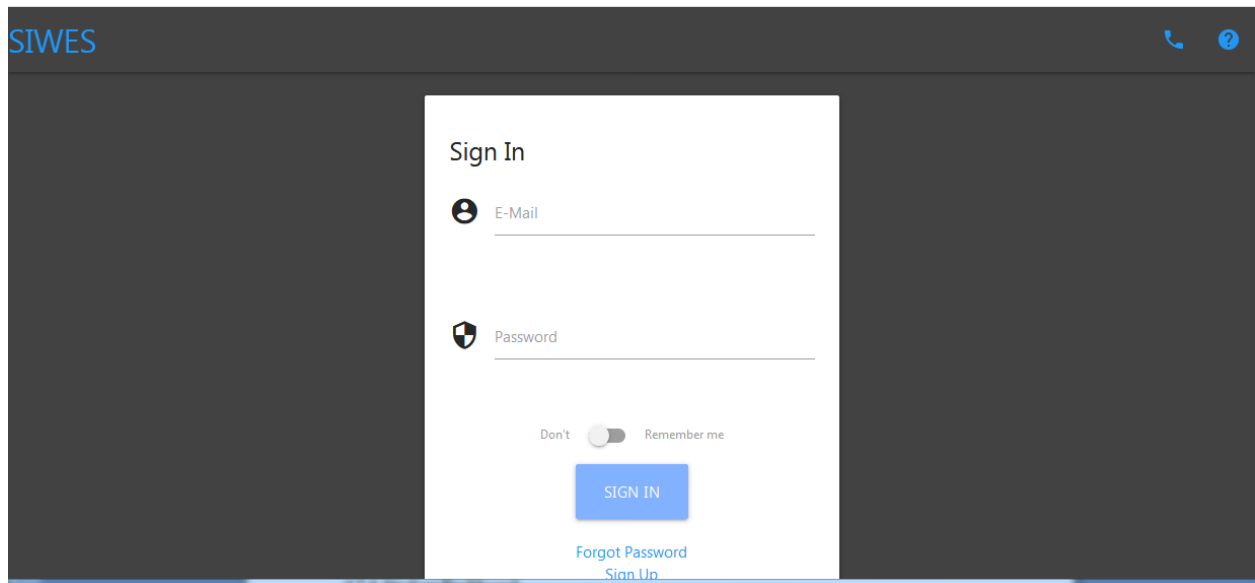 SIWES
Sign In
E-Mail
Password
Don't Remember me
SIGN IN
Forgot Password
Sign Up